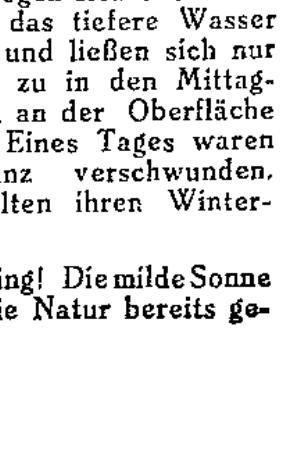 das tiefere Wasser
und ließen sich nur
zu in den Mittag-
an der Oberfläche
Eines Tages waren
verschwunden.
ihren Winter-
Die milde Sonne
Natur bereits ge-